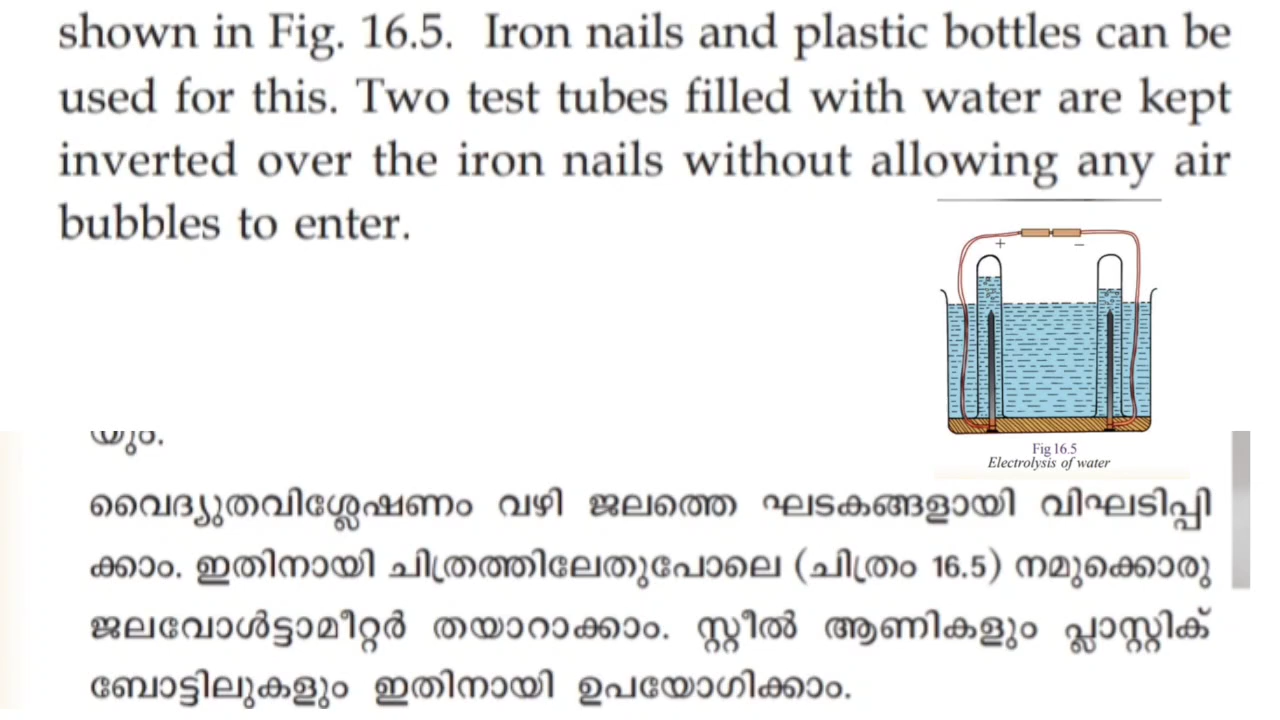 shown in Fig. 16.5. Iron nails and plastic bottles can be
used for this. Two test tubes filled with water are kept
inverted over the iron nails without allowing any air
bubbles to enter.
+ −
Fig 16.5
Electrolysis of water
യും.
വൈദ്യുതവിശ്ലേഷണം വഴി ജലത്തെ ഘടകങ്ങളായി വിഘടിപ്പി
ക്കാം. ഇതിനായി ചിത്രത്തിലേതുപോലെ (ചിത്രം 16.5) നമുക്കൊരു
ജലവോൾട്ടാമീറ്റർ തയാറാക്കാം. സ്റ്റീൽ ആണികളും പ്ലാസ്റ്റിക്
ബോട്ടിലുകളും ഇതിനായി ഉപയോഗിക്കാം.